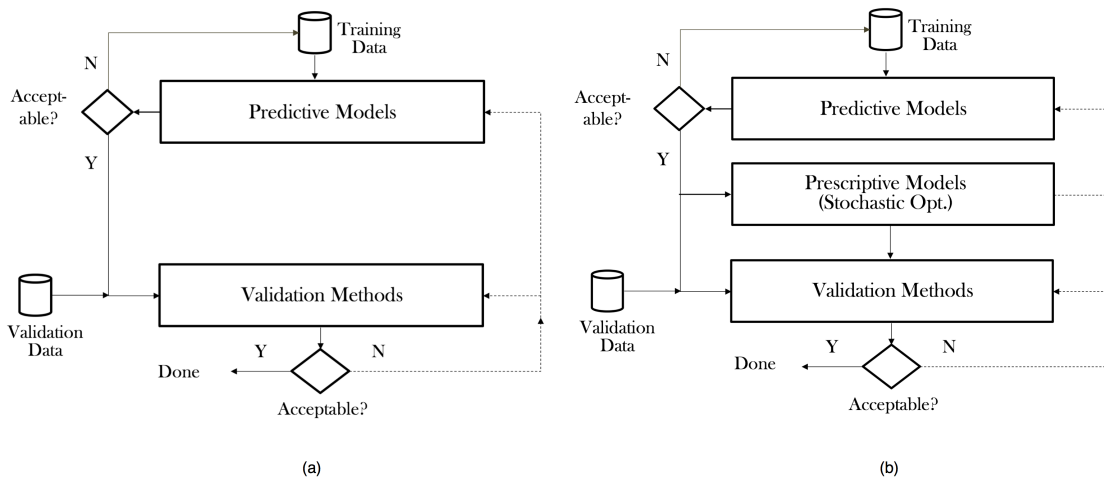 Training
Data
N
Accept-
able?
Predictive Models
Y
Validation Methods
Validation
Data
Y
N
Done
Acceptable?
(a)
Training
Data
N
Accept-
able?
Predictive Models
Y
Prescriptive Models
(Stochastic Opt.)
Validation Methods
Validation
Data
Y
N
Done
Acceptable?
(b)